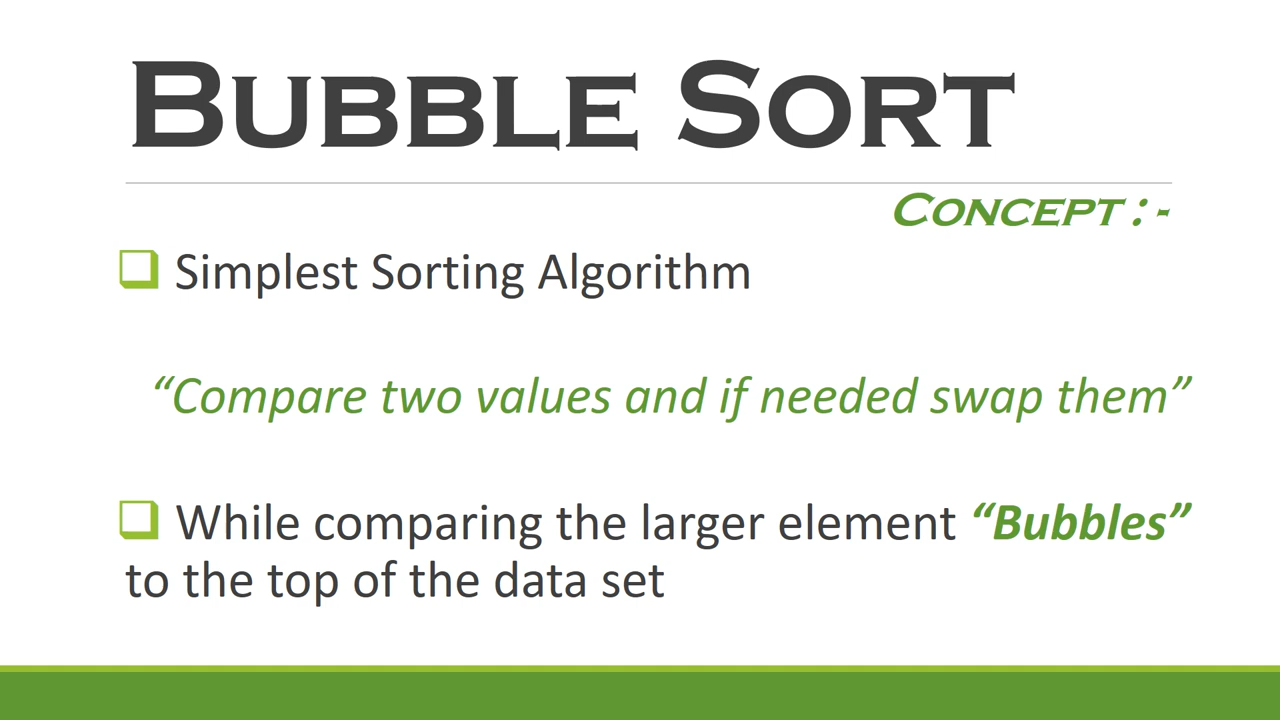 Bubble Sort
Concept : -
Simplest Sorting Algorithm
“Compare two values and if needed swap them”
While comparing the larger element “Bubbles”
to the top of the data set